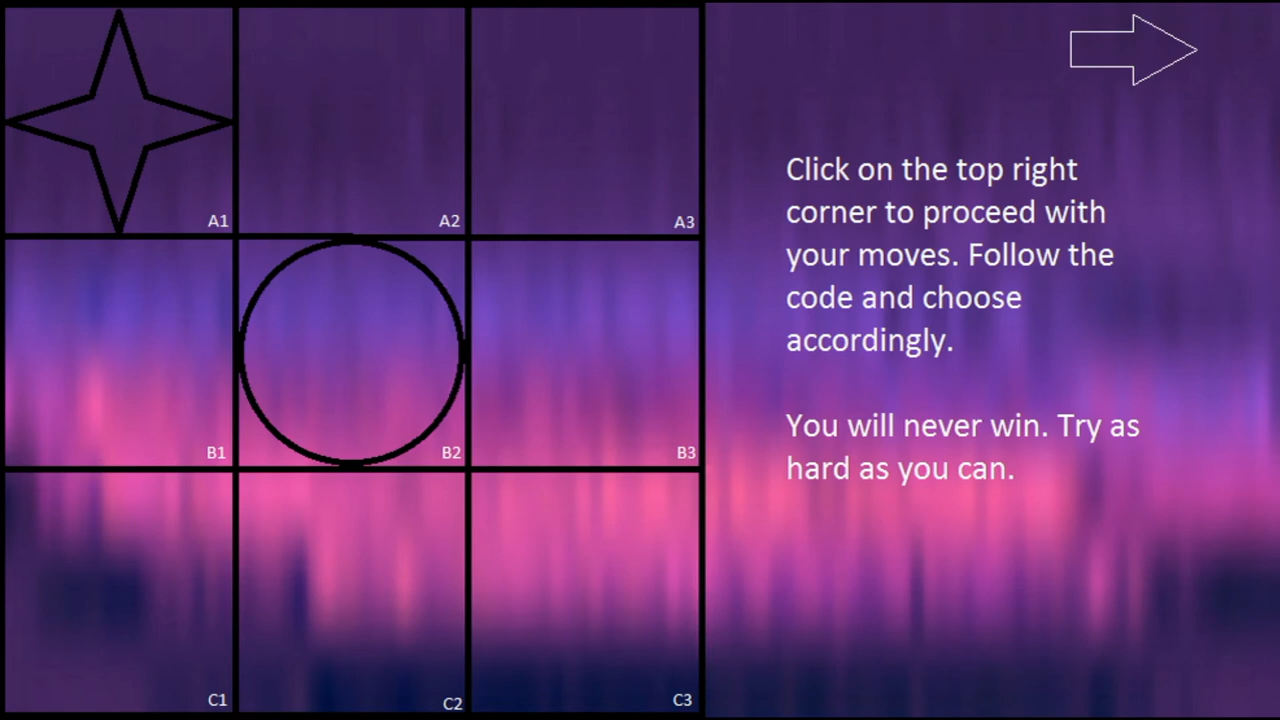 A1
A2
A3
B1
B2
B3
C1
C2
C3
Click on the top right
corner to proceed with
your moves. Follow the
code and choose
accordingly.
You will never win. Try as
hard as you can.